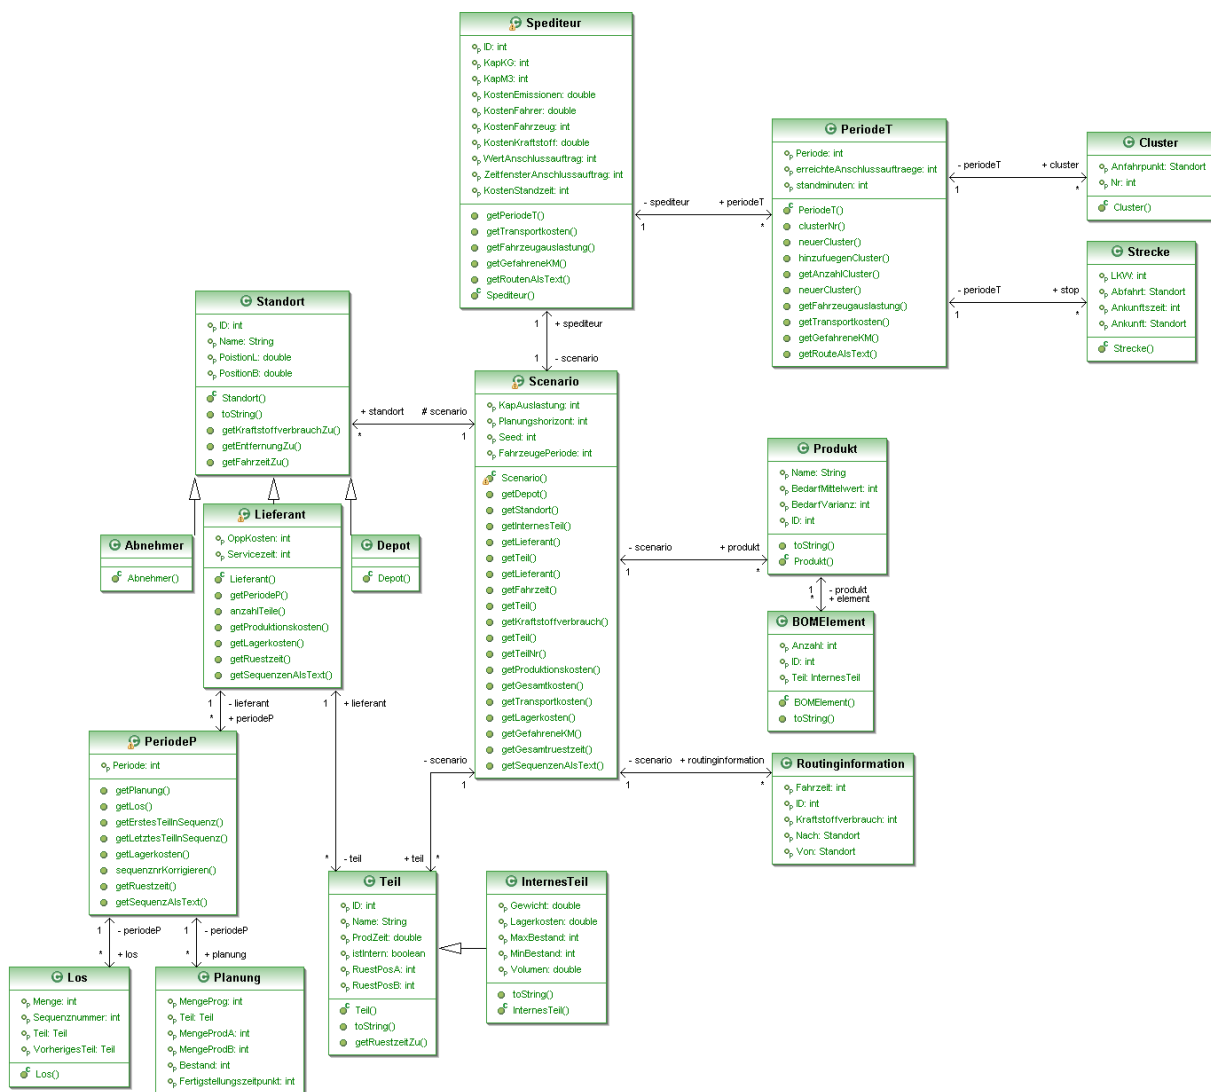 Spediteur
ID: int
KapKG: int
KapM3: int
KostenEmissionen: double
KostenFahrer: double
KostenFahrzeug: int
KostenKraftstoff: double
WertAnschlussauftrag: int
ZeitfensterAnschlussauftrag: int
KostenStandzeit: int
getPeriodeT()
getTransportkosten()
getFahrzeugauslastung()
getGefahreneKM()
getRoutenAlsText()
Spediteur()
- spediteur
+ periodeT
1
*
PeriodeT
Periode: int
erreichteAnschlussauftraege: int
standminuten: int
PeriodeT()
clusterNr()
neuerCluster()
hinzufuegenCluster()
getAnzahlCluster()
neuerCluster()
getFahrzeugauslastung()
getTransportkosten()
getGefahreneKM()
getRouteAlsText()
- periodeT
+ cluster
1
*
Cluster
Anfahrpunkt: Standort
Nr: int
Cluster()
- periodeT
+ stop
1
*
Strecke
LKW: int
Abfahrt: Standort
Ankunftszeit: int
Ankunft: Standort
Strecke()
1
+ spediteur
1
- scenario
Standort
ID: int
Name: String
PoistionL: double
PositionB: double
Standort()
toString()
getKraftstoffverbrauchZu()
getEntfernungZu()
getFahrzeitZu()
+ standort
# scenario
*
1
Scenario
KapAuslastung: int
Planungshorizont: int
Seed: int
FahrzeugePeriode: int
Scenario()
getDepot()
getStandort()
getInternesTeil()
getLieferant()
getTeil()
getLieferant()
getFahrzeit()
getTeil()
getKraftstoffverbrauch()
getTeil()
getTeilNr()
getProduktionskosten()
getGesamtkosten()
getTransportkosten()
getLagerkosten()
getGefahreneKM()
getGesamtruestzeit()
getSequenzenAlsText()
Abnehmer
Abnehmer()
Lieferant
OppKosten: int
Servicezeit: int
Lieferant()
getPeriodeP()
anzahlTeile()
getProduktionskosten()
getLagerkosten()
getRuestzeit()
getSequenzenAlsText()
Depot
Depot()
- scenario
+ produkt
1
*
Produkt
Name: String
BedarfMittelwert: int
BedarfVarianz: int
ID: int
toString()
Produkt()
1
- produkt
*
+ element
BOMElement
Anzahl: int
ID: int
Teil: InternesTeil
BOMElement()
toString()
- scenario
+ routinginformation
1
*
Routinginformation
Fahrzeit: int
ID: int
Kraftstoffverbrauch: int
Nach: Standort
Von: Standort
1
- lieferant
*
+ periodeP
1
+ lieferant
*
- teil
- scenario
1
+ teil
*
PeriodeP
Periode: int
getPlanung()
getLos()
getErstesTeilInSequenz()
getLetztesTeilInSequenz()
getLagerkosten()
sequenznrKorrigieren()
getRuestzeit()
getSequenzAlsText()
1
- periodeP
*
+ los
1
- periodeP
*
+ planung
Los
Menge: int
Sequenznummer: int
Teil: Teil
VorherigesTeil: Teil
Los()
Planung
MengeProg: int
Teil: Teil
MengeProdA: int
MengeProdB: int
Bestand: int
Fertigstellungszeitpunkt: int
Teil
ID: int
Name: String
ProdZeit: double
istIntern: boolean
RuestPosA: int
RuestPosB: int
Teil()
toString()
getRuestzeitZu()
InternesTeil
Gewicht: double
Lagerkosten: double
MaxBestand: int
MinBestand: int
Volumen: double
toString()
InternesTeil()